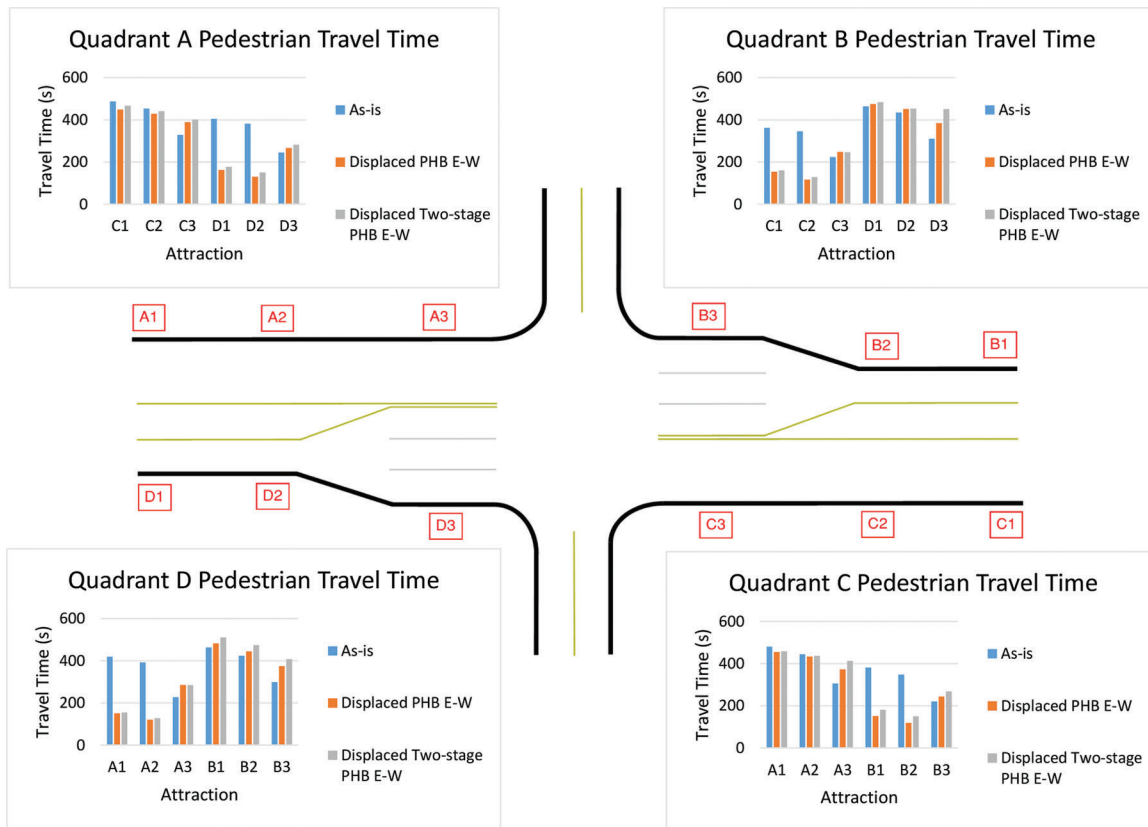 Quadrant A Pedestrian Travel Time
600
400
200
0
Travel Time (s)
C1 C2 C3 D1 D2 D3
Attraction
As-is
Displaced PHB E-W
Displaced Two-stage
PHB E-W
Quadrant B Pedestrian Travel Time
600
400
200
0
Travel Time (s)
C1 C2 C3 D1 D2 D3
Attraction
As-is
Displaced PHB E-W
Displaced Two-stage
PHB E-W
A1 A2 A3 B3
B2 B1
D1 D2
D3 C3 C2 C1
Quadrant D Pedestrian Travel Time
600
400
200
0
Travel Time (s)
A1 A2 A3 B1 B2 B3
Attraction
As-is
Displaced PHB E-W
Displaced Two-stage
PHB E-W
Quadrant C Pedestrian Travel Time
600
400
200
0
Travel Time (s)
A1 A2 A3 B1 B2 B3
Attraction
As-is
Displaced PHB E-W
Displaced Two-stage
PHB E-W